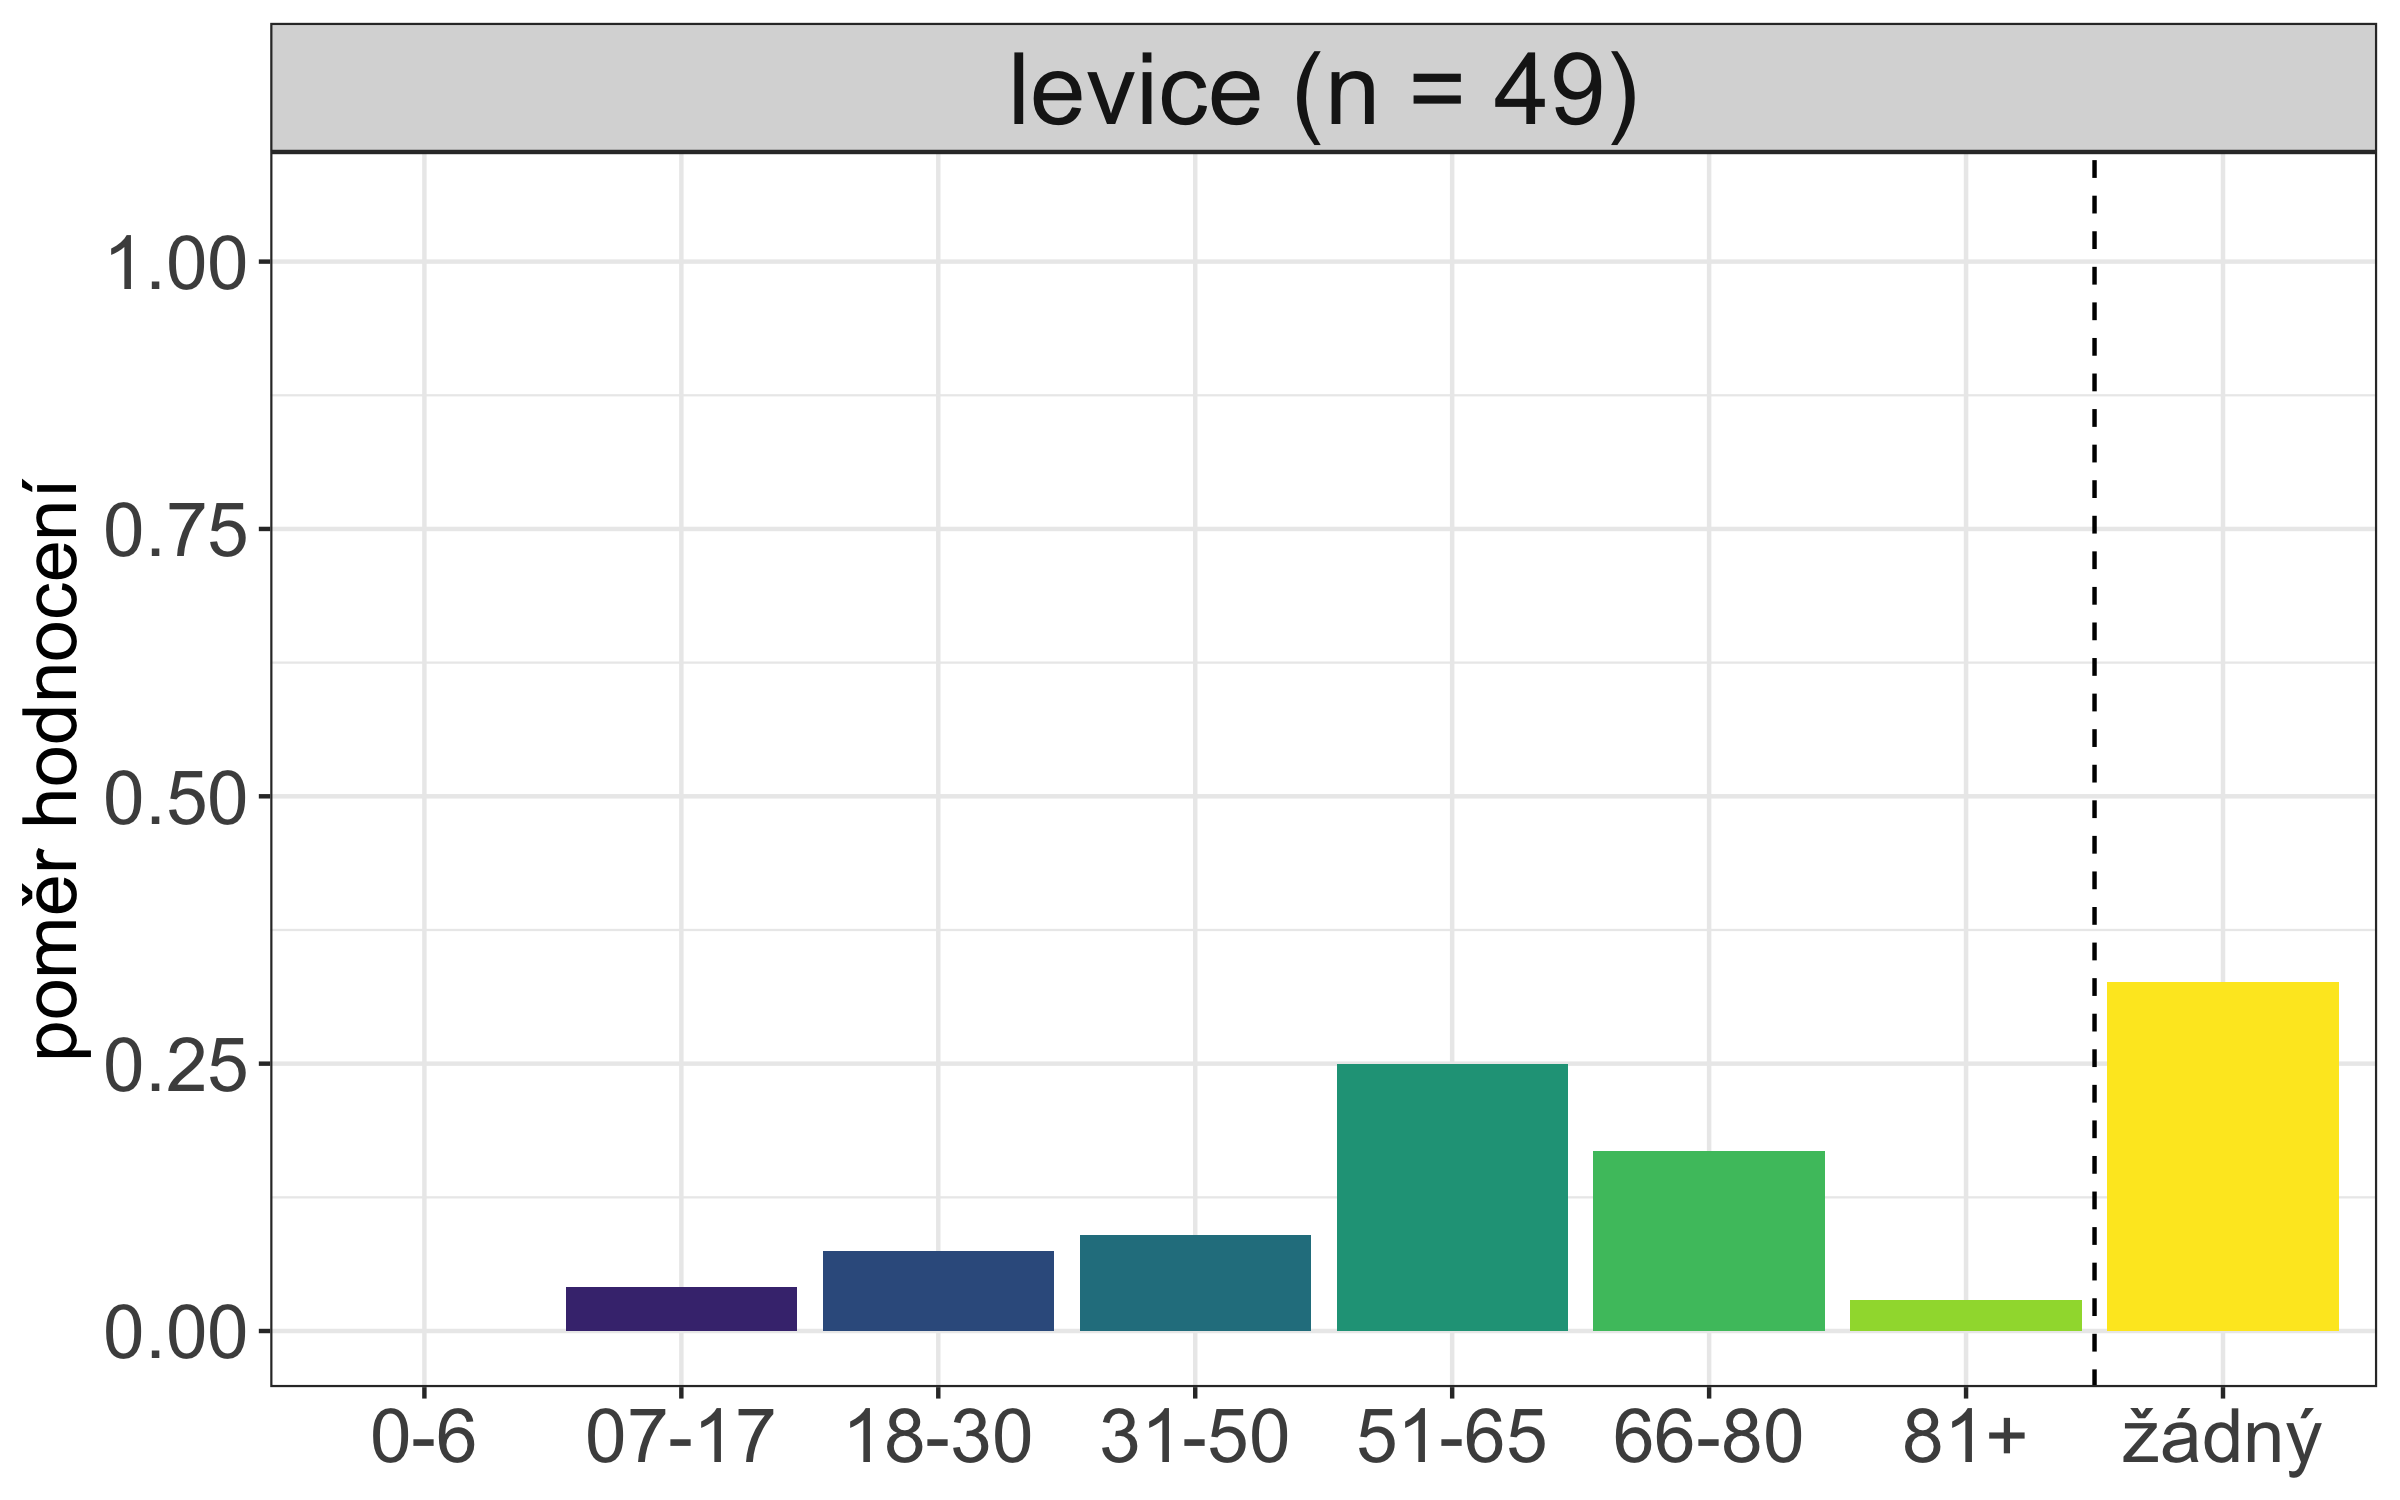 levice (n = 49)
poměr hodnocení
1.00
0.75
0.50
0.25
0.00
0-6 07-17 18-30 31-50 51-65 66-80 81+ žádný